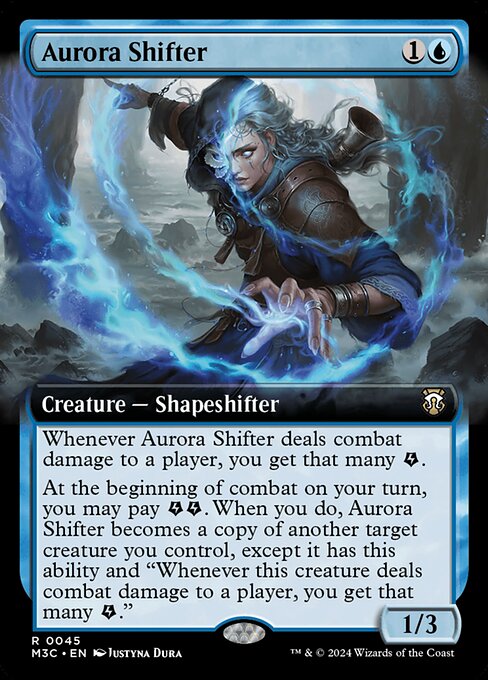 Aurora Shifter 1
Creature — Shapeshifter
Whenever Aurora Shifter deals combat
damage to a player, you get that many .
At the beginning of combat on your turn,
you may pay . When you do, Aurora
Shifter becomes a copy of another target
creature you control, except it has this
ability and “Whenever this creature deals
combat damage to a player, you get that
many .”
1/3
R 0045
M3C • EN Justyna Dura ™ & © 2024 Wizards of the Coast